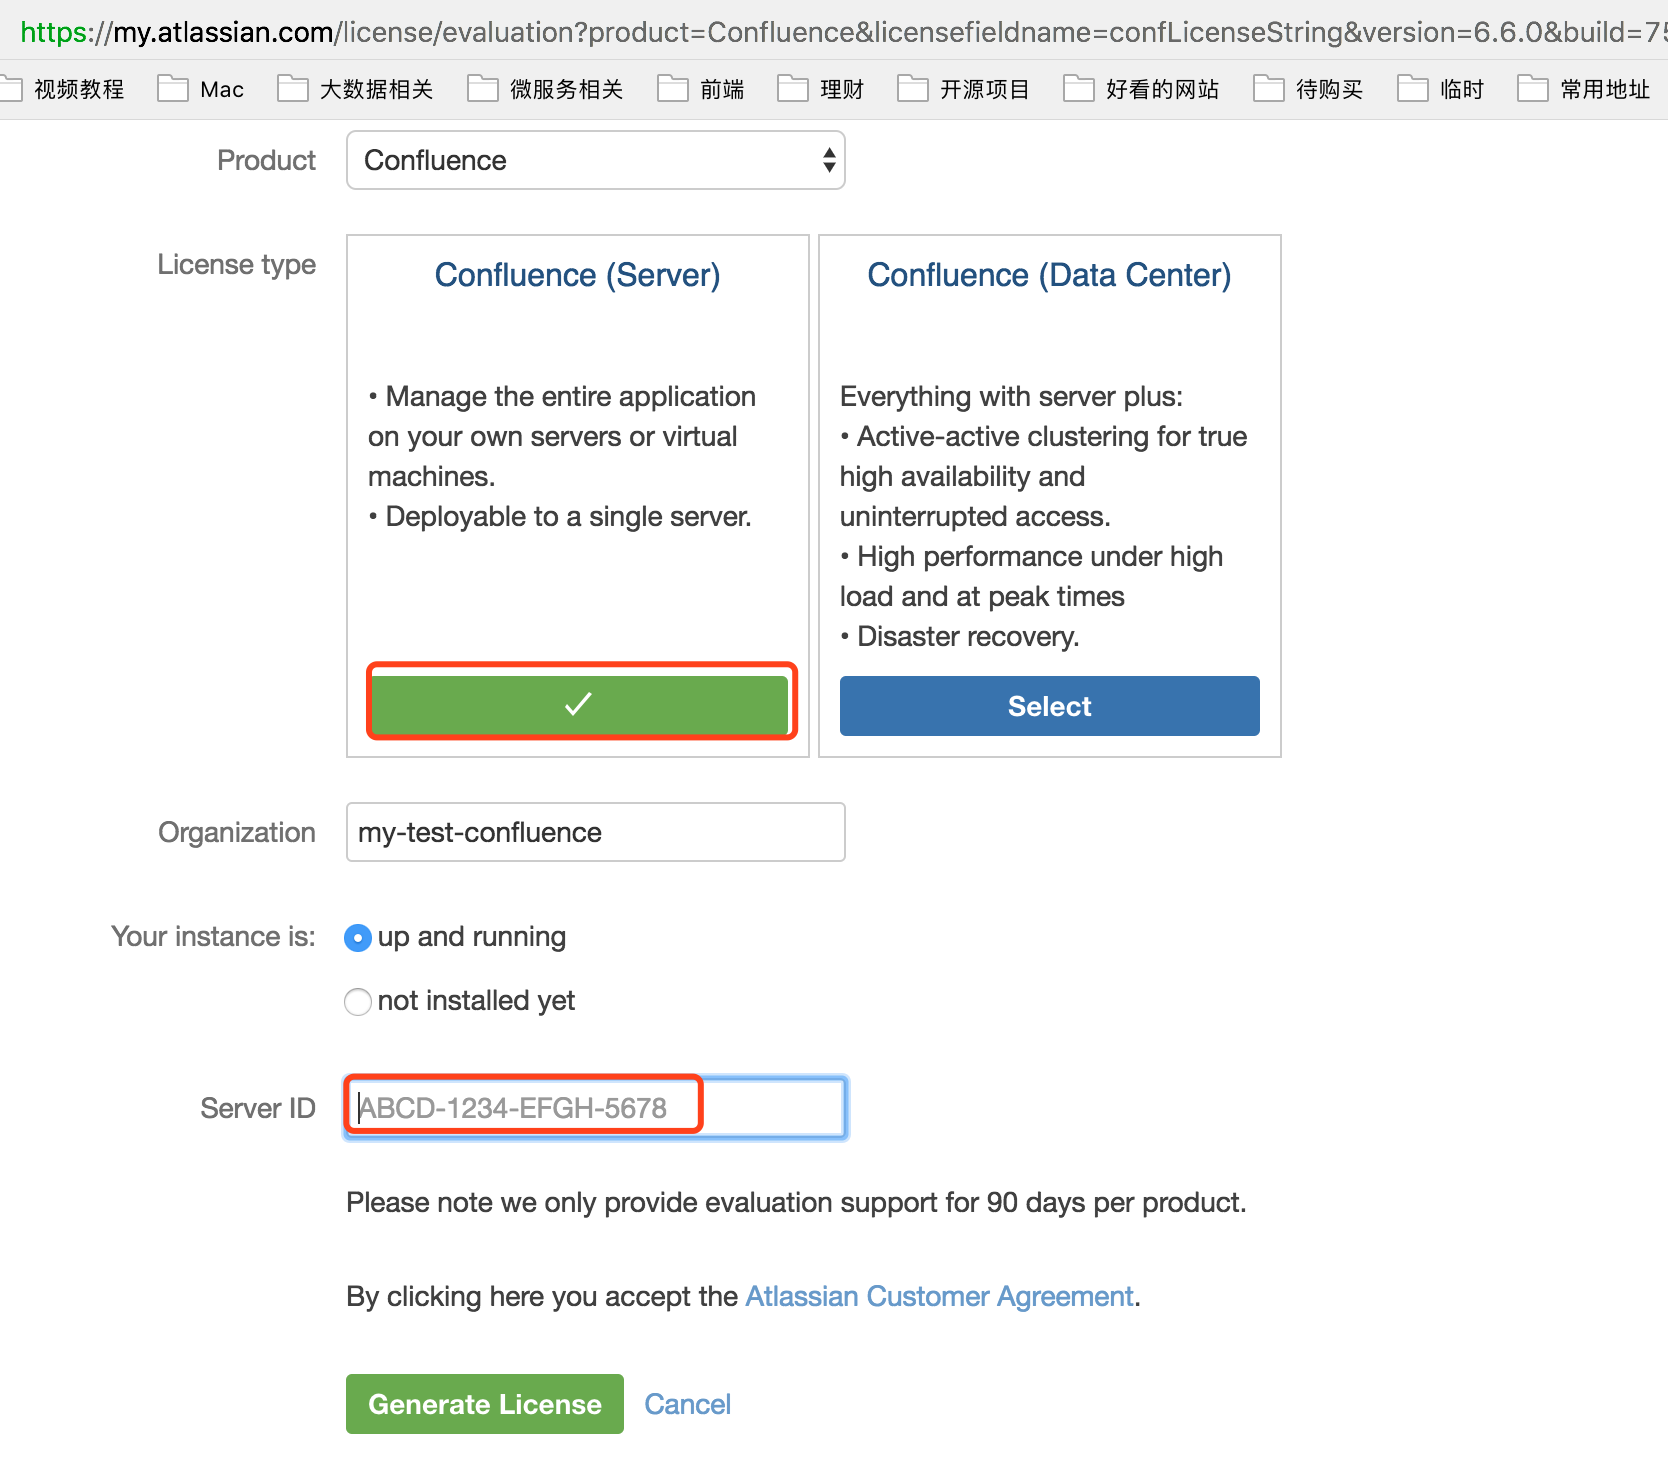 https://my.atlassian.com/license/evaluation?product=Confluence&licensefieldname=confLicenseString&version=6.6.0&build=75
视频教程 Mac 大数据相关 微服务相关 前端 理财 开源项目 好看的网站 待购买 临时 常用地址
Product Confluence
License type
Confluence (Server)
• Manage the entire application
on your own servers or virtual
machines.
• Deployable to a single server.
Confluence (Data Center)
Everything with server plus:
• Active-active clustering for true
high availability and
uninterrupted access.
• High performance under high
load and at peak times
• Disaster recovery.
Select
Organization my-test-confluence
Your instance is: up and running
not installed yet
Server ID ABCD-1234-EFGH-5678
Please note we only provide evaluation support for 90 days per product.
By clicking here you accept the Atlassian Customer Agreement.
Generate License Cancel